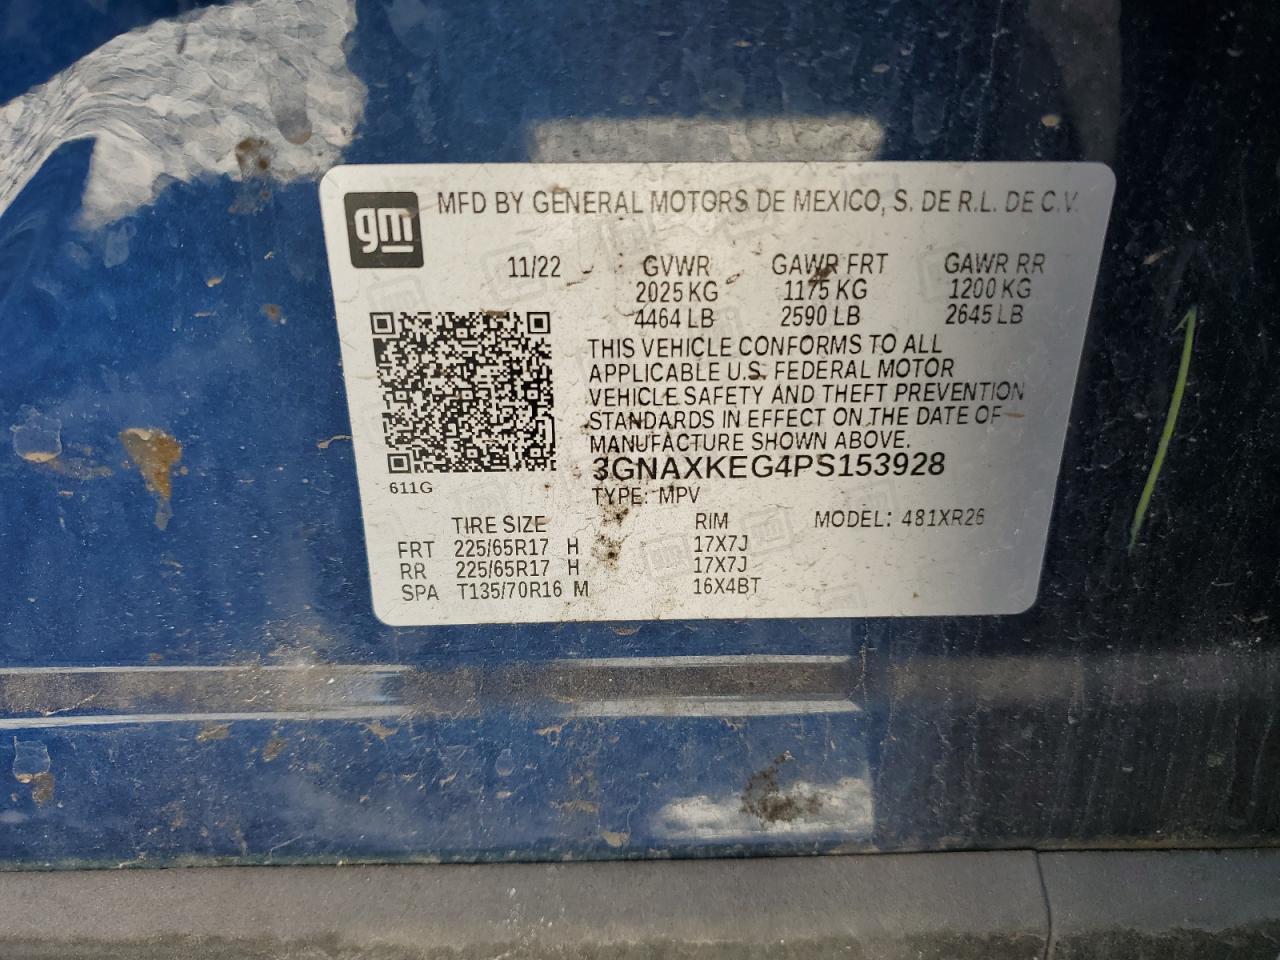 gm MFD BY GENERAL MOTORS DE MEXICO, S. DE R.L. DE C.V.
11/22 GVWR GAWR FRT GAWR RR
2025 KG 1175 KG 1200 KG
4464 LB 2590 LB 2645 LB
THIS VEHICLE CONFORMS TO ALL
APPLICABLE U.S. FEDERAL MOTOR
VEHICLE SAFETY AND THEFT PREVENTION
STANDARDS IN EFFECT ON THE DATE OF
MANUFACTURE SHOWN ABOVE.
3GNAXKEG4PS153928
611G
TYPE: MPV
TIRE SIZE RIM MODEL: 481XR26
FRT 225/65R17 H 17X7J
RR 225/65R17 H 17X7J
SPA T135/70R16 M 16X4BT